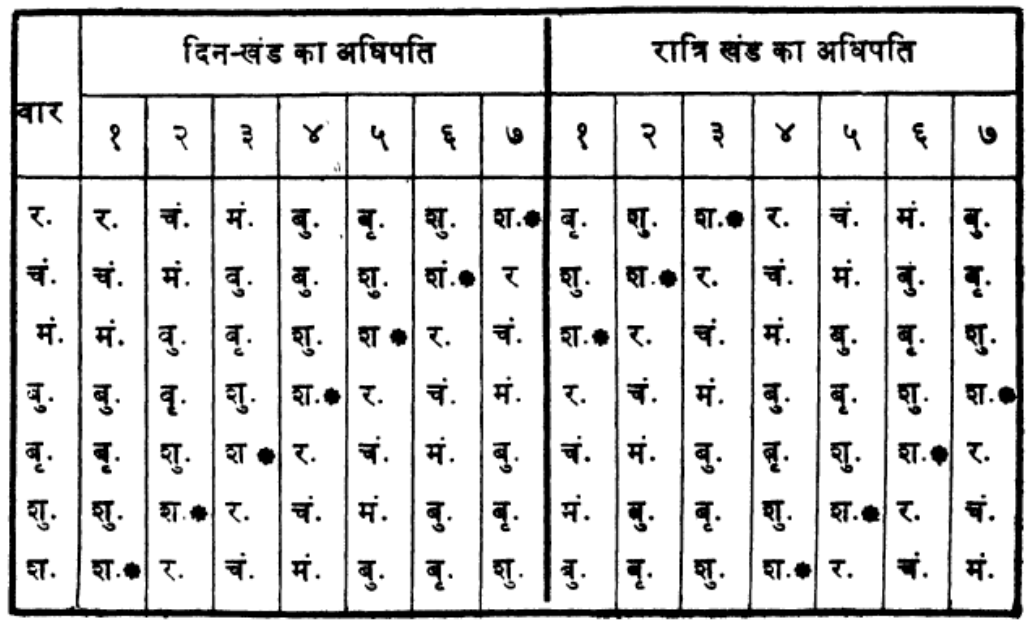 दिन-खंड का अधिपति रात्रि खंड का अधिपति
वार
१ २ ३ ४ ५ ६ ७ १ २ ३ ४ ५ ६ ७
र. र. चं. मं. बु. बृ. शु. श.● बृ. शु. श.● र. चं. मं. बु.
चं. चं. मं. बु. बृ. शु. शं.● र शु. श.● र. चं. मं. बुं. बृ.
मं. मं. बु. बृ. शु. श ● र. चं. श.● र. चं. मं. बु. बृ. शु.
बु. बु. बृ. शु. श.● र. चं. मं. र. चं. मं. बु. बृ. शु. श.●
बृ. बृ. शु. श ● र. चं. मं. बु. चं. मं. बु. बृ. शु. श.● र.
शु. शु. श.● र. चं. मं. बु. बृ. मं. बु. बृ. शु. श.● र. चं.
श. श.● र. चं. मं. बु. बृ. शु. बु. बृ. शु. श.● र. चं. मं.